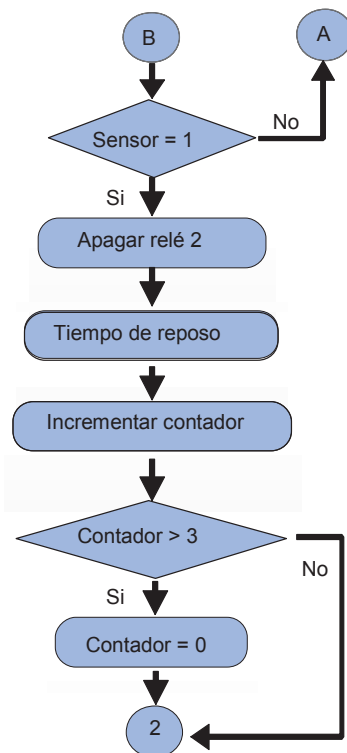 B
A
Sensor = 1
No
Si
Apagar relé 2
Tiempo de reposo
Incrementar contador
Contador > 3
No
Si
Contador = 0
2